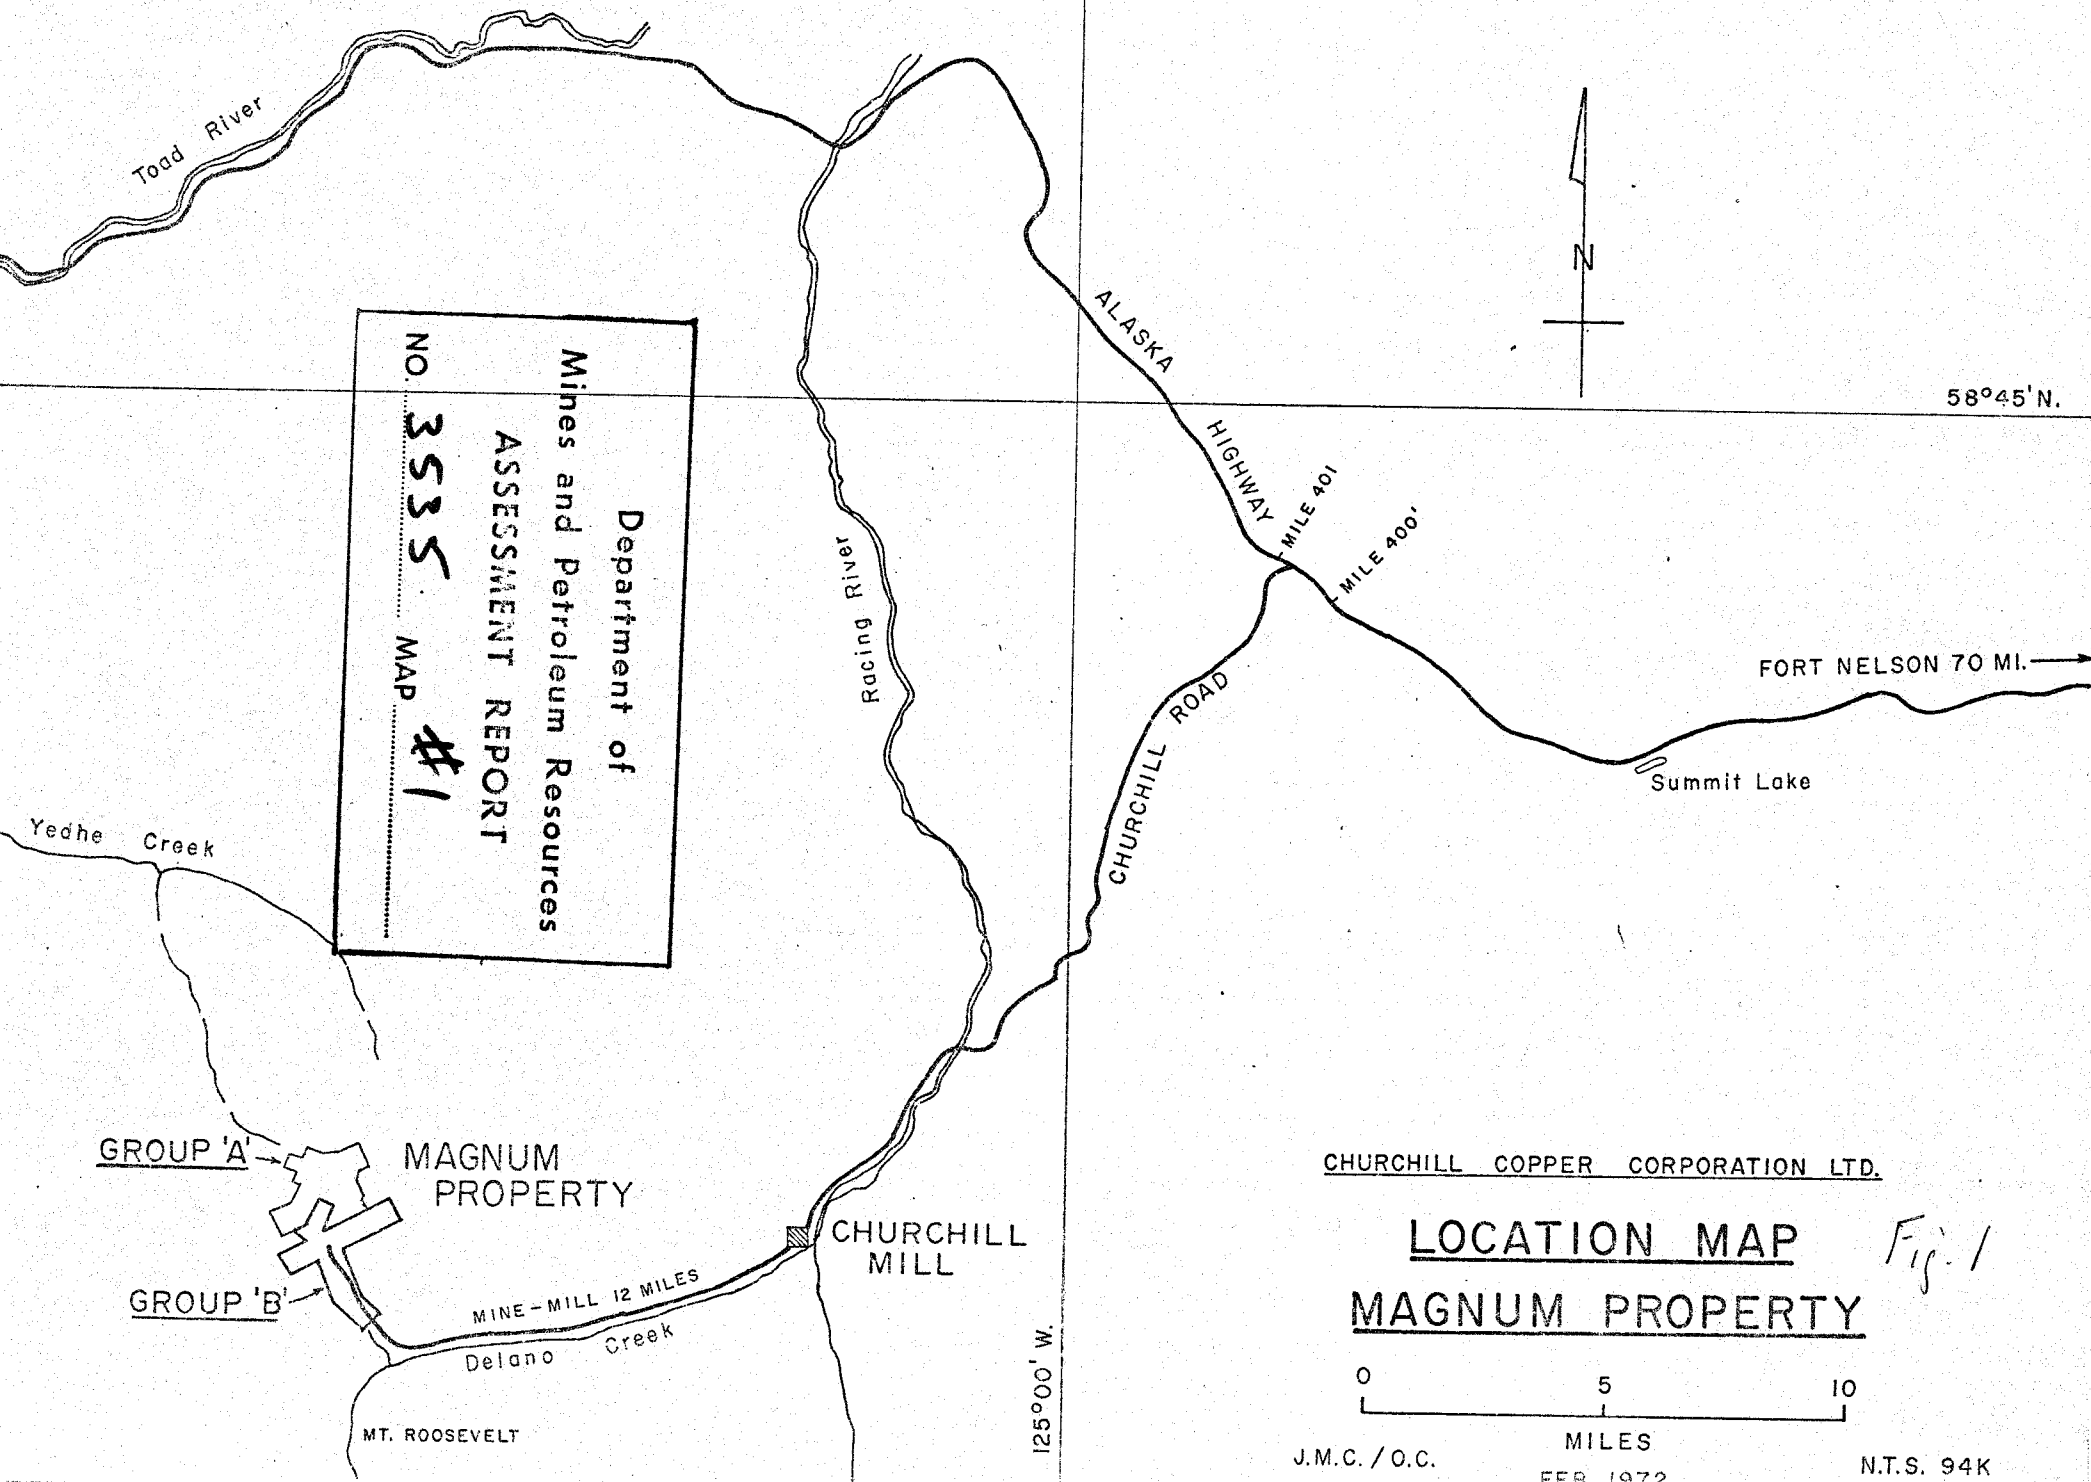 Toad River
ALASKA HIGHWAY
N
58°45'N.
MILE 401
MILE 400'
FORT NELSON 70 MI.
Summit Lake
CHURCHILL ROAD
Racing River
Department of
Mines and Petroleum Resources
ASSESSMENT REPORT
NO. 3535 MAP #1
Yedhe Creek
GROUP 'A'
MAGNUM
PROPERTY
GROUP 'B'
CHURCHILL
MILL
MINE-MILL 12 MILES
Delano Creek
MT. ROOSEVELT
125°00' W.
CHURCHILL COPPER CORPORATION LTD.
LOCATION MAP
Fig. 1
MAGNUM PROPERTY
0 5 10
MILES
J.M.C. / O.C.
FEB 1972
N.T.S. 94K